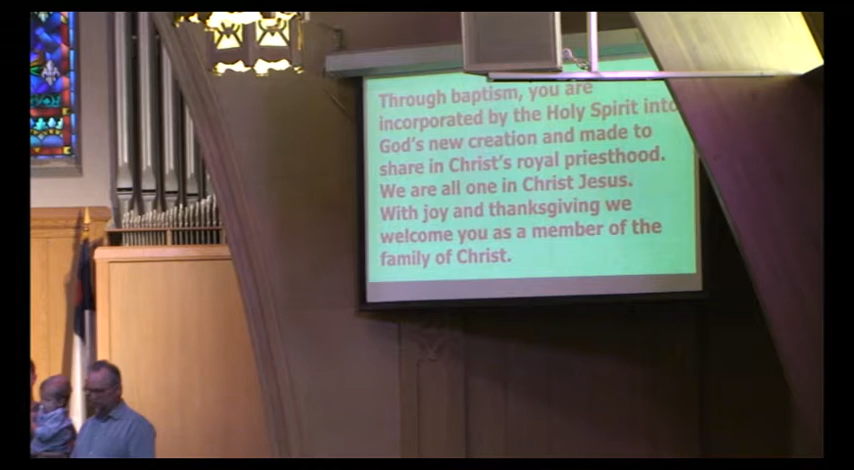 Through baptism, you are
incorporated by the Holy Spirit into
God's new creation and made to
share in Christ's royal priesthood.
We are all one in Christ Jesus.
With joy and thanksgiving we
welcome you as a member of the
family of Christ.